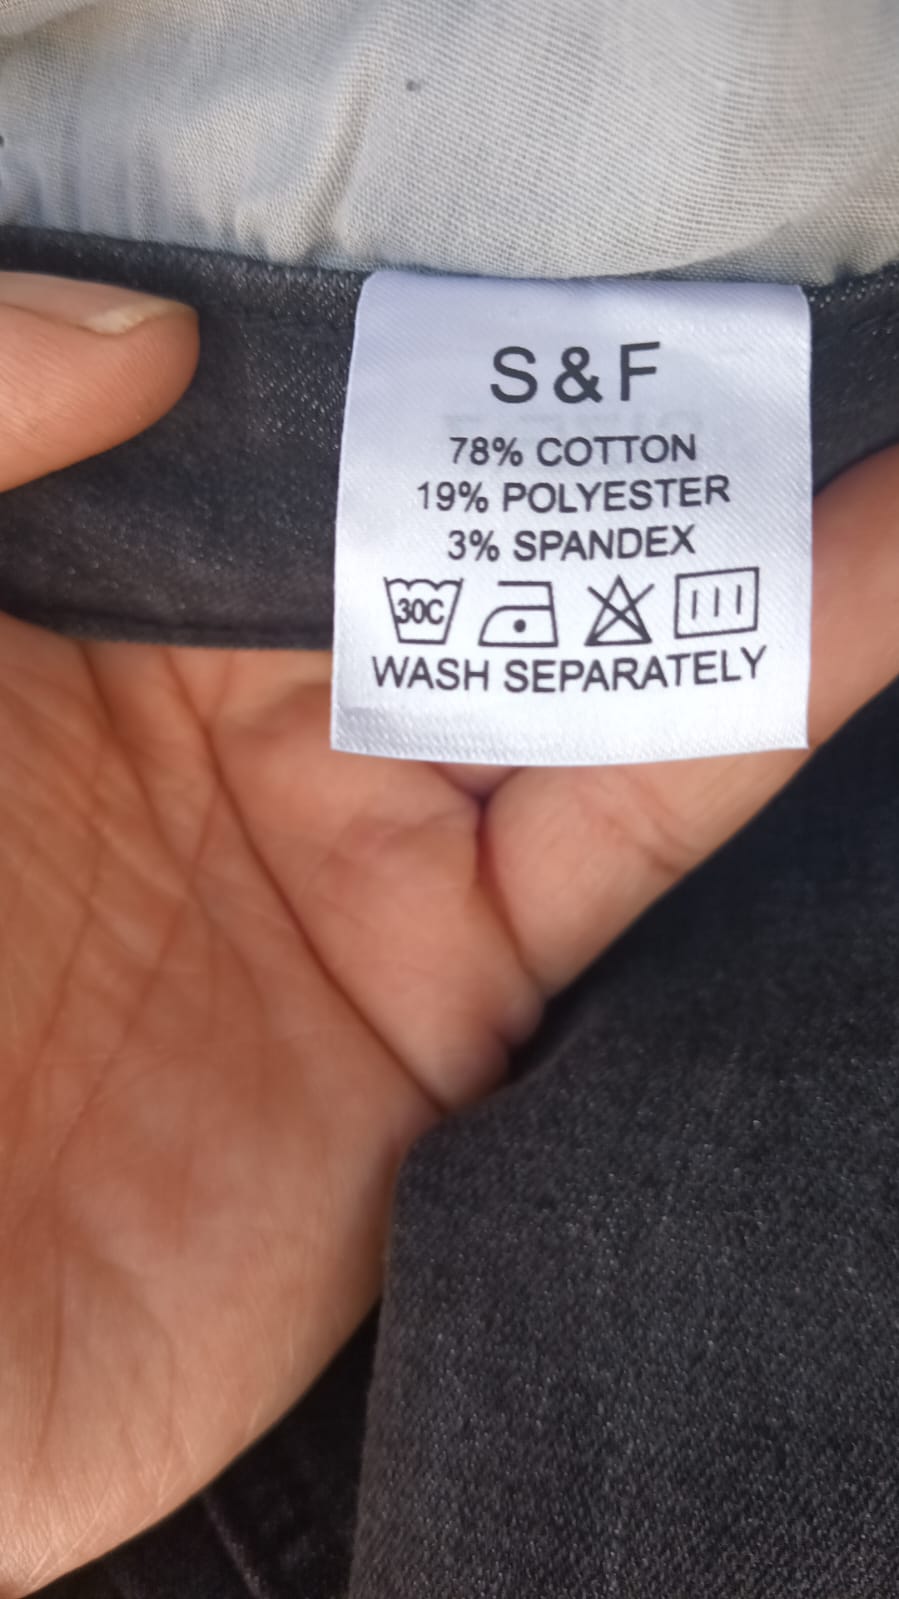 S & F
78% COTTON
19% POLYESTER
3% SPANDEX
30C
WASH SEPARATELY